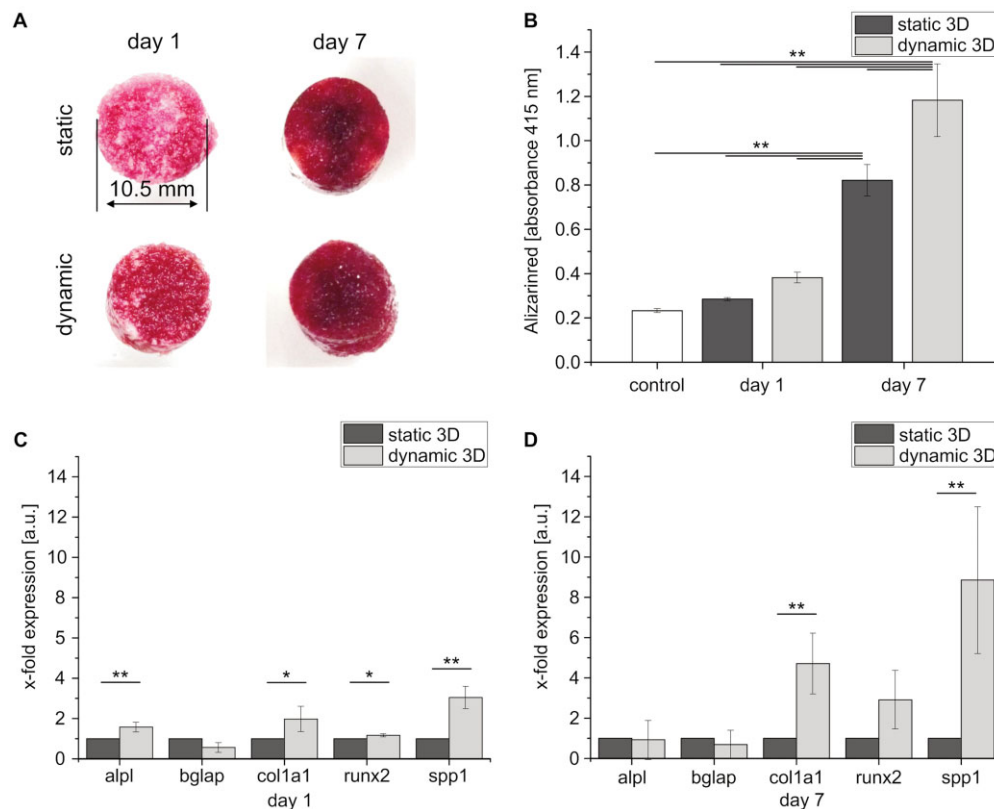 A
day 1
day 7
static
10.5 mm
dynamic
B
static 3D
dynamic 3D
Alizarinred [absorbance 415 nm]
1.4
1.2
1.0
0.8
0.6
0.4
0.2
0.0
**
**
control
day 1
day 7
C
static 3D
dynamic 3D
x-fold expression [a.u.]
14
12
10
8
6
4
2
0
**
*
*
**
alpl
bglap
col1a1
runx2
spp1
day 1
D
static 3D
dynamic 3D
x-fold expression [a.u.]
14
12
10
8
6
4
2
0
**
**
alpl
bglap
col1a1
runx2
spp1
day 7